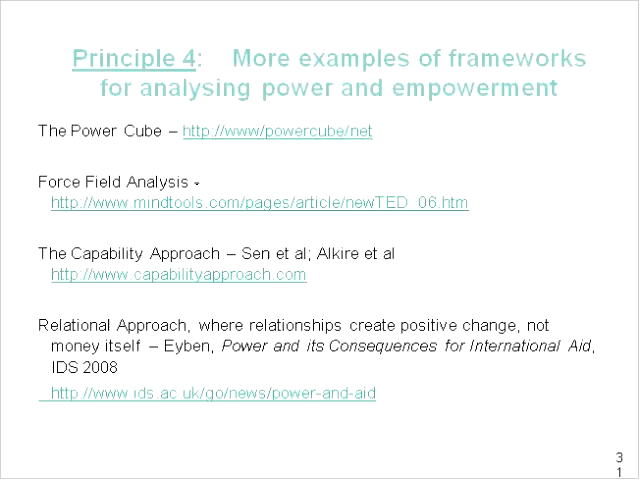 Principle 4: More examples of frameworks
for analysing power and empowerment
The Power Cube – http://www/powercube/net
Force Field Analysis -
http://www.mindtools.com/pages/article/newTED_06.htm
The Capability Approach – Sen et al; Alkire et al
http://www.capabilityapproach.com
Relational Approach, where relationships create positive change, not
money itself – Eyben, Power and its Consequences for International Aid,
IDS 2008
http://www.ids.ac.uk/go/news/power-and-aid
3
1